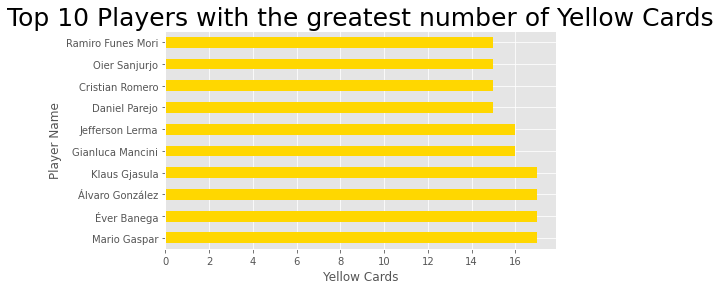 Top 10 Players with the greatest number of Yellow Cards
Ramiro Funes Mori
Oier Sanjurjo
Cristian Romero
Daniel Parejo
Jefferson Lerma
Gianluca Mancini
Klaus Gjasula
Álvaro González
Éver Banega
Mario Gaspar
Player Name
0 2 4 6 8 10 12 14 16
Yellow Cards